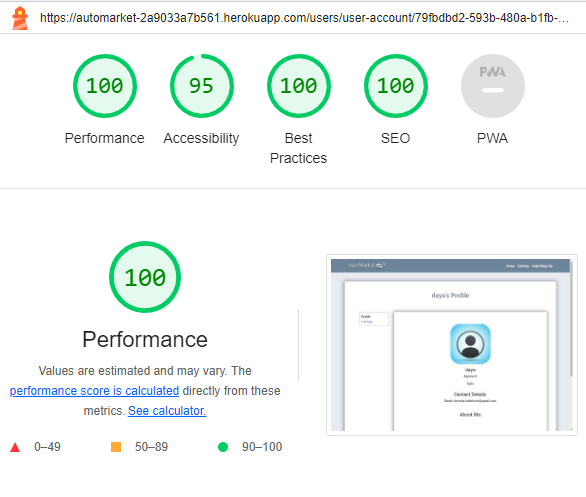 https://automarket-2a9033a7b561.herokuapp.com/users/user-account/79fbdbd2-593b-480a-b1fb-...
100
95
100
100
PWA
Performance
Accessibility
Best
Practices
SEO
PWA
100
Performance
Values are estimated and may vary. The
performance score is calculated directly from these
metrics. See calculator.
0–49
50–89
90–100
daya's Profile
Profile
daya
Contact Details
About Me: